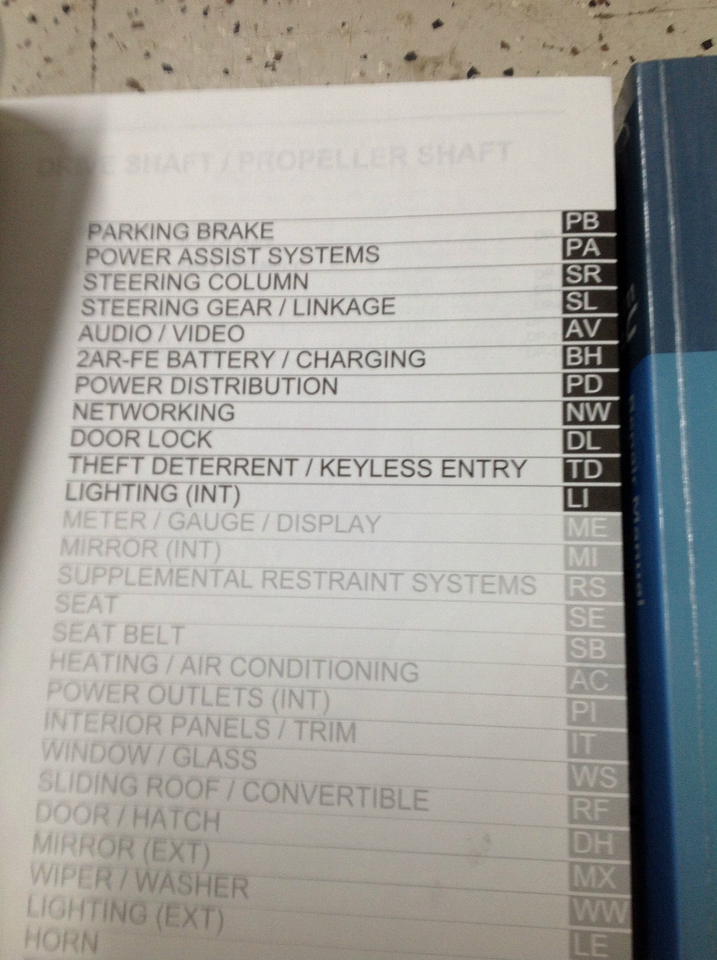 DRIVE SHAFT / PROPELLER SHAFT
PARKING BRAKE PB
POWER ASSIST SYSTEMS PA
STEERING COLUMN SR
STEERING GEAR / LINKAGE SL
AUDIO / VIDEO AV
2AR-FE BATTERY / CHARGING BH
POWER DISTRIBUTION PD
NETWORKING NW
DOOR LOCK DL
THEFT DETERRENT / KEYLESS ENTRY TD
LIGHTING (INT) LI
METER / GAUGE / DISPLAY ME
MIRROR (INT) MI
SUPPLEMENTAL RESTRAINT SYSTEMS RS
SEAT SE
SEAT BELT SB
HEATING / AIR CONDITIONING AC
POWER OUTLETS (INT) PI
INTERIOR PANELS / TRIM IT
WINDOW / GLASS WS
SLIDING ROOF / CONVERTIBLE RF
DOOR / HATCH DH
MIRROR (EXT) MX
WIPER / WASHER WW
LIGHTING (EXT) LE
HORN
Repair Manual